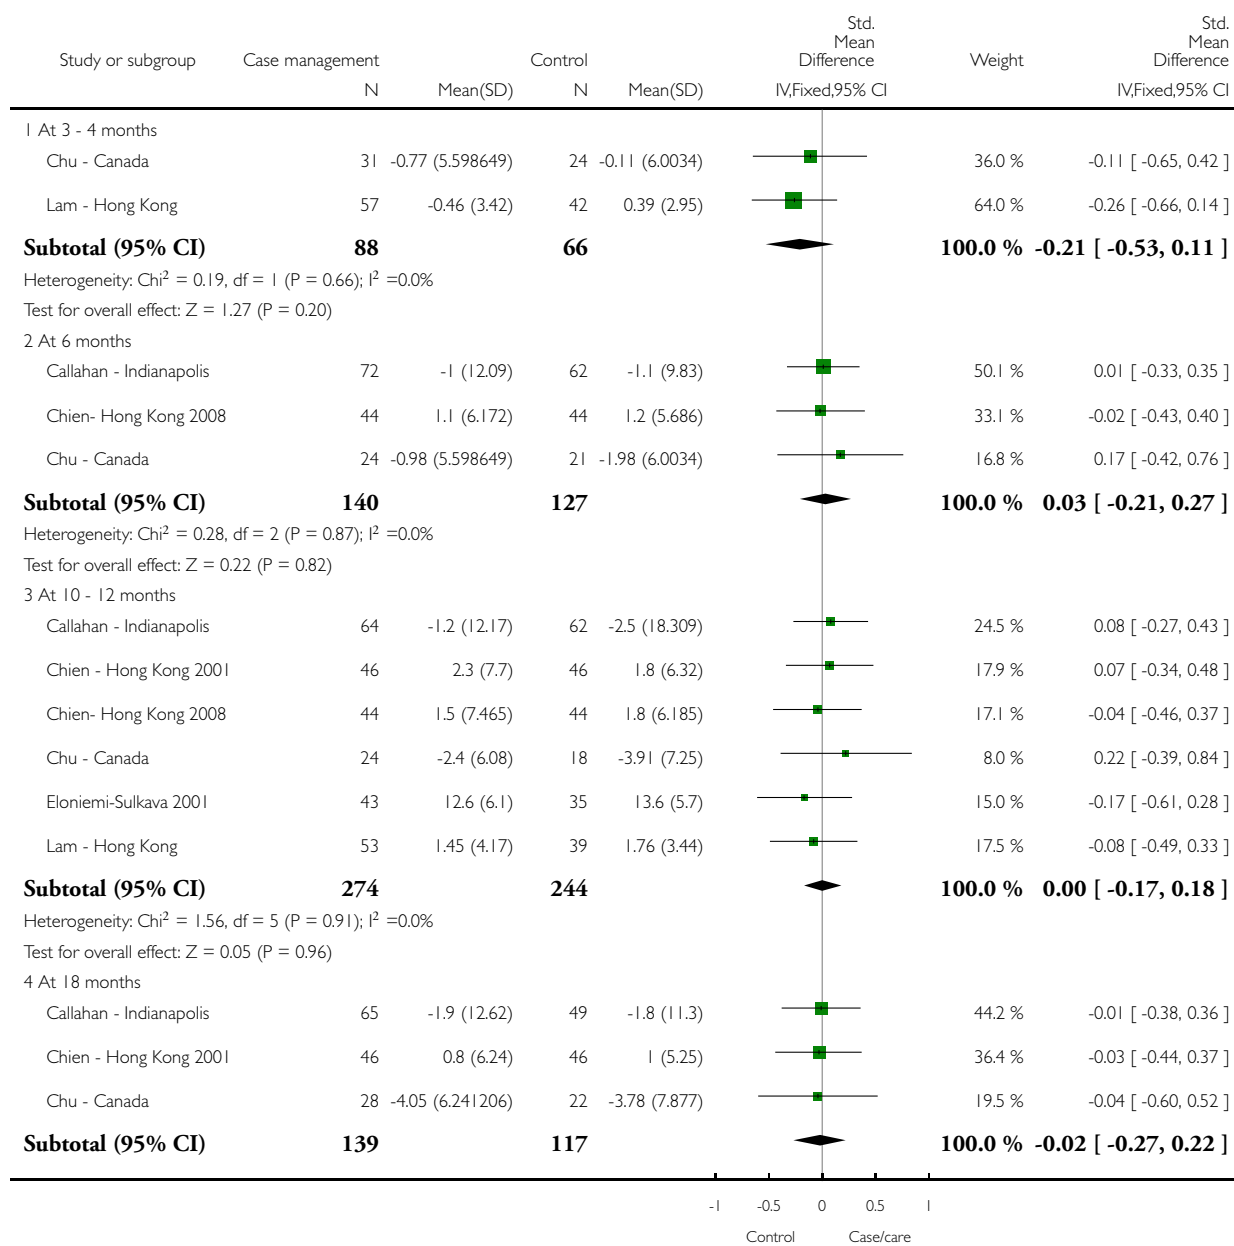 Std. Mean Difference Std. Mean Difference
Study or subgroup Case management Control Weight
N Mean(SD) N Mean(SD) IV,Fixed,95% CI IV,Fixed,95% CI
1 At 3 - 4 months
Chu - Canada 31 -0.77 (5.598649) 24 -0.11 (6.0034) 36.0 % -0.11 [ -0.65, 0.42 ]
Lam - Hong Kong 57 -0.46 (3.42) 42 0.39 (2.95) 64.0 % -0.26 [ -0.66, 0.14 ]
Subtotal (95% CI) 88 66 100.0 % -0.21 [ -0.53, 0.11 ]
Heterogeneity: Chi² = 0.19, df = 1 (P = 0.66); I² =0.0%
Test for overall effect: Z = 1.27 (P = 0.20)
2 At 6 months
Callahan - Indianapolis 72 -1 (12.09) 62 -1.1 (9.83) 50.1 % 0.01 [ -0.33, 0.35 ]
Chien- Hong Kong 2008 44 1.1 (6.172) 44 1.2 (5.686) 33.1 % -0.02 [ -0.43, 0.40 ]
Chu - Canada 24 -0.98 (5.598649) 21 -1.98 (6.0034) 16.8 % 0.17 [ -0.42, 0.76 ]
Subtotal (95% CI) 140 127 100.0 % 0.03 [ -0.21, 0.27 ]
Heterogeneity: Chi² = 0.28, df = 2 (P = 0.87); I² =0.0%
Test for overall effect: Z = 0.22 (P = 0.82)
3 At 10 - 12 months
Callahan - Indianapolis 64 -1.2 (12.17) 62 -2.5 (18.309) 24.5 % 0.08 [ -0.27, 0.43 ]
Chien - Hong Kong 2001 46 2.3 (7.7) 46 1.8 (6.32) 17.9 % 0.07 [ -0.34, 0.48 ]
Chien- Hong Kong 2008 44 1.5 (7.465) 44 1.8 (6.185) 17.1 % -0.04 [ -0.46, 0.37 ]
Chu - Canada 24 -2.4 (6.08) 18 -3.91 (7.25) 8.0 % 0.22 [ -0.39, 0.84 ]
Eloniemi-Sulkava 2001 43 12.6 (6.1) 35 13.6 (5.7) 15.0 % -0.17 [ -0.61, 0.28 ]
Lam - Hong Kong 53 1.45 (4.17) 39 1.76 (3.44) 17.5 % -0.08 [ -0.49, 0.33 ]
Subtotal (95% CI) 274 244 100.0 % 0.00 [ -0.17, 0.18 ]
Heterogeneity: Chi² = 1.56, df = 5 (P = 0.91); I² =0.0%
Test for overall effect: Z = 0.05 (P = 0.96)
4 At 18 months
Callahan - Indianapolis 65 -1.9 (12.62) 49 -1.8 (11.3) 44.2 % -0.01 [ -0.38, 0.36 ]
Chien - Hong Kong 2001 46 0.8 (6.24) 46 1 (5.25) 36.4 % -0.03 [ -0.44, 0.37 ]
Chu - Canada 28 -4.05 (6.241206) 22 -3.78 (7.877) 19.5 % -0.04 [ -0.60, 0.52 ]
Subtotal (95% CI) 139 117 100.0 % -0.02 [ -0.27, 0.22 ]
-1 -0.5 0 0.5 1
Control Case/care